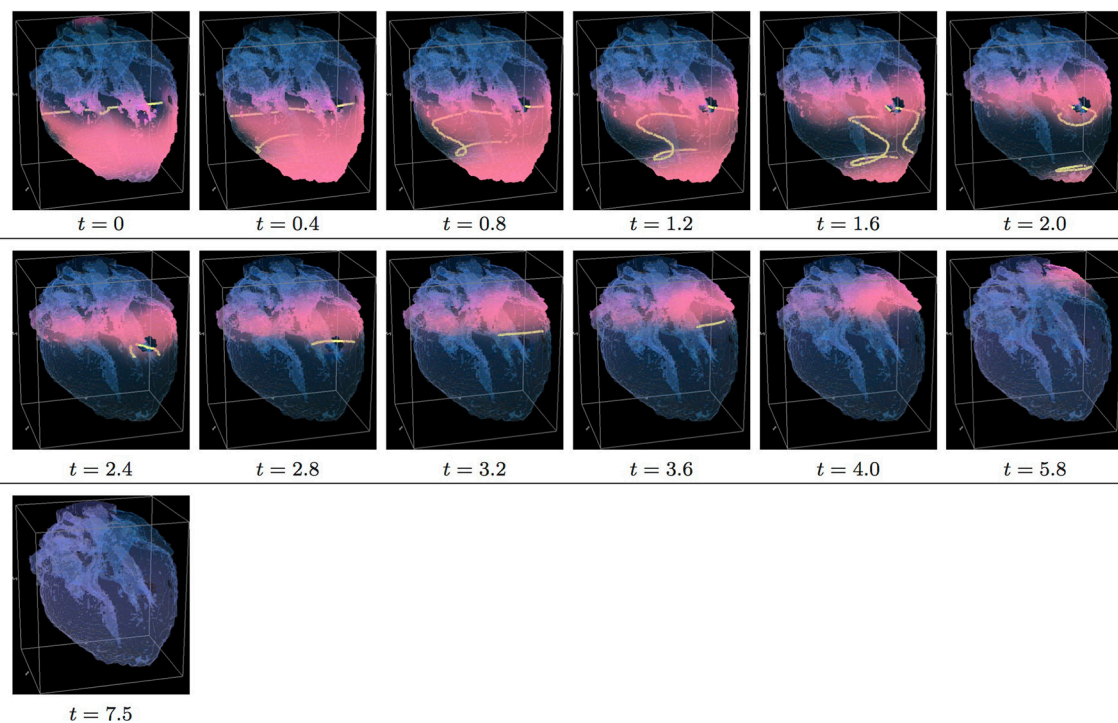 t = 0 t = 0.4 t = 0.8 t = 1.2 t = 1.6 t = 2.0
t = 2.4 t = 2.8 t = 3.2 t = 3.6 t = 4.0 t = 5.8
t = 7.5